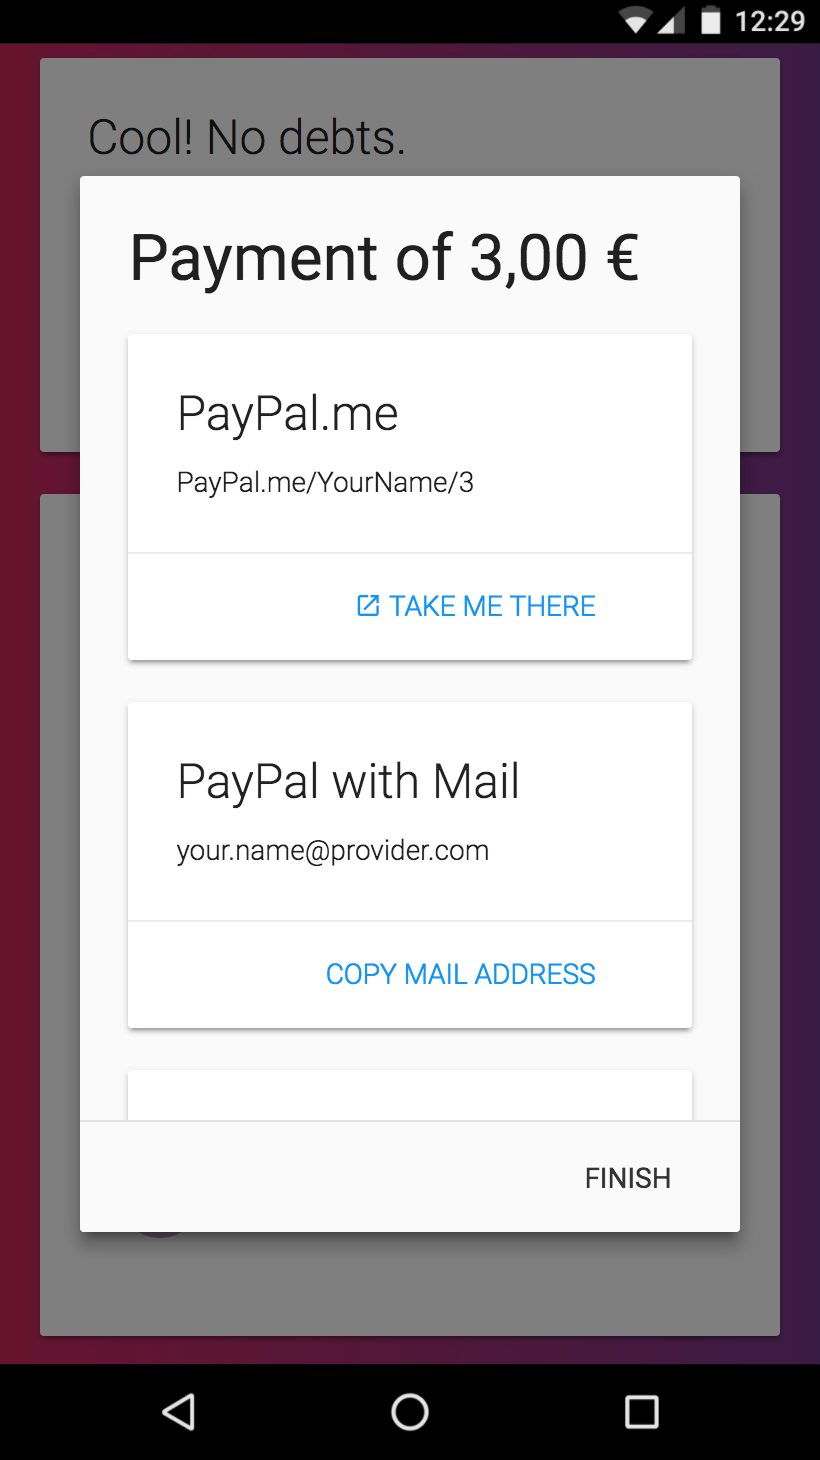 12:29
Cool! No debts.
Payment of 3,00 €
PayPal.me
PayPal.me/YourName/3
TAKE ME THERE
PayPal with Mail
your.name@provider.com
COPY MAIL ADDRESS
FINISH